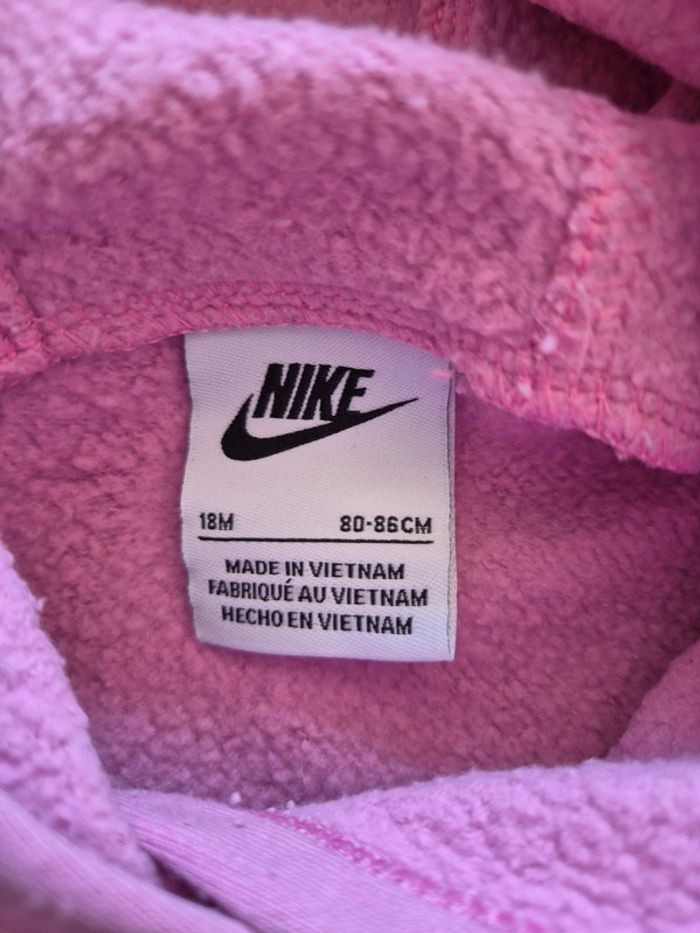 NIKE
18M 80-86CM
MADE IN VIETNAM
FABRIQUÉ AU VIETNAM
HECHO EN VIETNAM